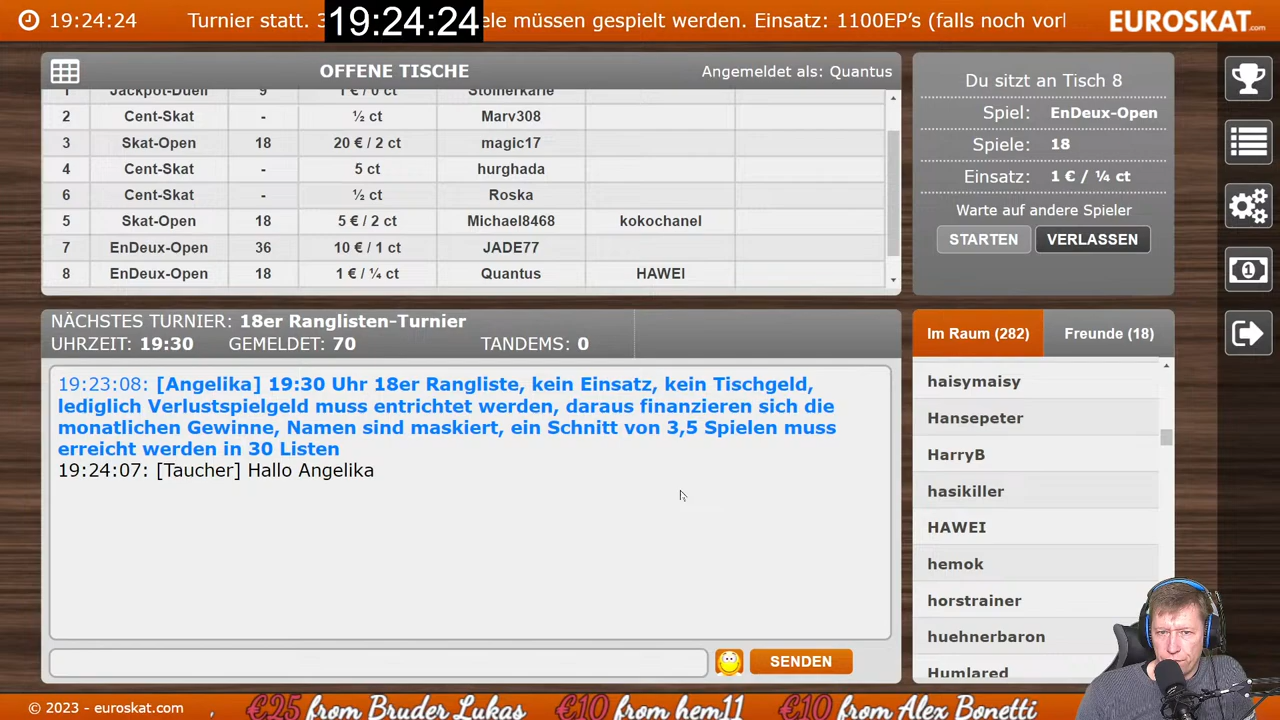 19:24:24
Turnier statt. 3
19:24:24
ele müssen gespielt werden. Einsatz: 1100EP's (falls noch vorl
EUROSKAT.com
OFFENE TISCHE
Angemeldet als: Quantus
1 Jackpot-Duell 9 1 € / 0 ct Stolnerkarle
2 Cent-Skat - ½ ct Marv308
3 Skat-Open 18 20 € / 2 ct magic17
4 Cent-Skat - 5 ct hurghada
6 Cent-Skat - ½ ct Roska
5 Skat-Open 18 5 € / 2 ct Michael8468 kokochanel
7 EnDeux-Open 36 10 € / 1 ct JADE77
8 EnDeux-Open 18 1 € / ¼ ct Quantus HAWEI
Du sitzt an Tisch 8
Spiel: EnDeux-Open
Spiele: 18
Einsatz: 1 € / ¼ ct
Warte auf andere Spieler
STARTEN VERLASSEN
NÄCHSTES TURNIER: 18er Ranglisten-Turnier
UHRZEIT: 19:30 GEMELDET: 70 TANDEMS: 0
19:23:08: [Angelika] 19:30 Uhr 18er Rangliste, kein Einsatz, kein Tischgeld,
lediglich Verlustspielgeld muss entrichtet werden, daraus finanzieren sich die
monatlichen Gewinne, Namen sind maskiert, ein Schnitt von 3,5 Spielen muss
erreicht werden in 30 Listen
19:24:07: [Taucher] Hallo Angelika
SENDEN
Im Raum (282) Freunde (18)
haisymaisy
Hansepeter
HarryB
hasikiller
HAWEI
hemok
horstrainer
huehnerbaron
Humlared
© 2023 - euroskat.com
€25 from Bruder Lukas €10 from hem11 €10 from Alex Bonetti